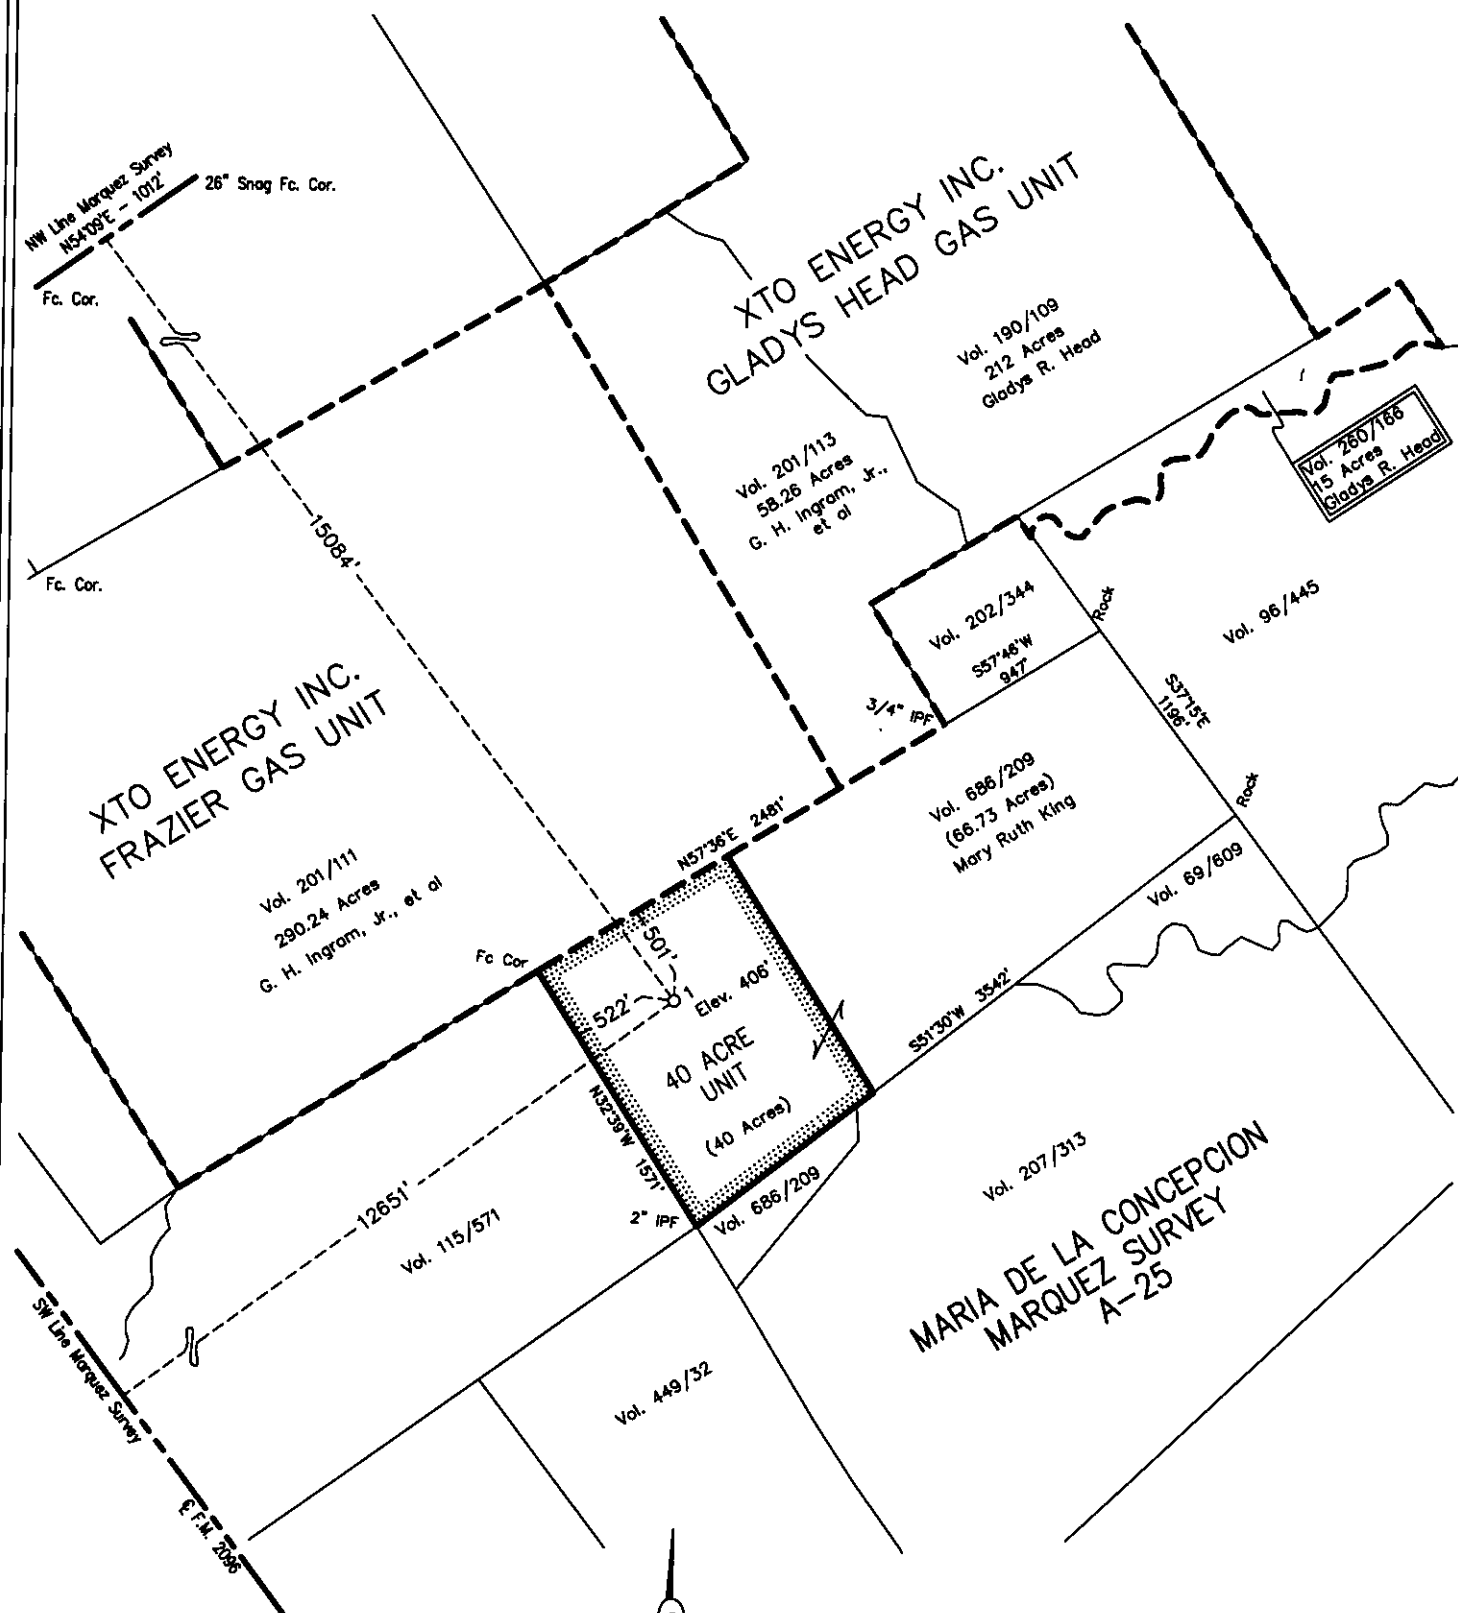 NW Line Marquez Survey
N54°09'E - 1012'
26" Snag Fc. Cor.
Fc. Cor.
XTO ENERGY INC.
GLADYS HEAD GAS UNIT
Vol. 190/109
212 Acres
Gladys R. Head
Vol. 260/166
15 Acres
Gladys R. Head
Vol. 201/113
58.26 Acres
G. H. Ingram, Jr.,
et al
15084'
Fc. Cor.
Vol. 202/344
S57°46'W
947'
Rock
Vol. 96/445
XTO ENERGY INC.
FRAZIER GAS UNIT
3/4" IPF
S37°15'E
1196'
Vol. 686/209
(66.73 Acres)
Mary Ruth King
Rock
N57°36'E 2481'
Vol. 201/111
290.24 Acres
G. H. Ingram, Jr., et al
Vol. 69/609
Fc Cor
501'
522'
1
Elev. 406'
S51°30'W 3542'
40 ACRE
UNIT
(40 Acres)
N32°39'W 1571'
12651'
Vol. 115/571
2" IPF
Vol. 686/209
Vol. 207/313
MARIA DE LA CONCEPCION
MARQUEZ SURVEY
A-25
SW Line Marquez Survey
Vol. 449/32
℄ F.M. 2096